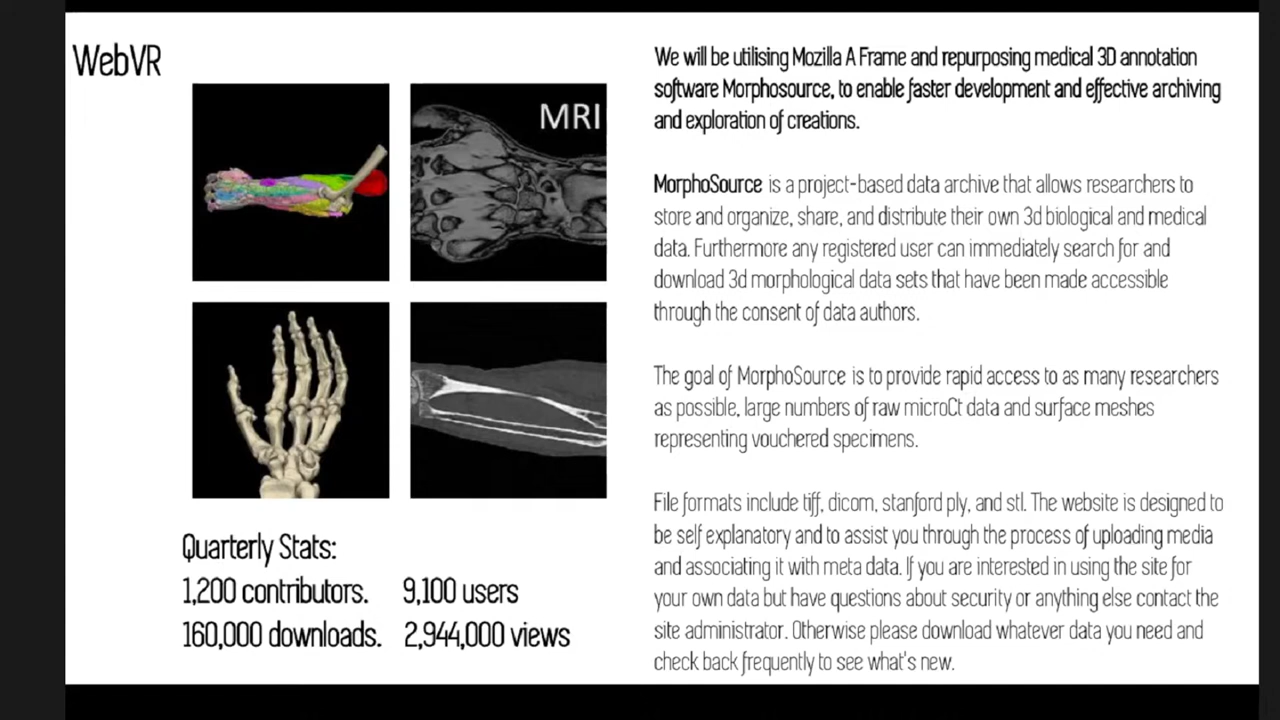 WebVR
MRI
Quarterly Stats:
1,200 contributors. 9,100 users
160,000 downloads. 2,944,000 views
We will be utilising Mozilla A Frame and repurposing medical 3D annotation
software Morphosource, to enable faster development and effective archiving
and exploration of creations.
MorphoSource is a project-based data archive that allows researchers to
store and organize, share, and distribute their own 3d biological and medical
data. Furthermore any registered user can immediately search for and
download 3d morphological data sets that have been made accessible
through the consent of data authors.
The goal of MorphoSource is to provide rapid access to as many researchers
as possible, large numbers of raw microCt data and surface meshes
representing vouchered specimens.
File formats include tiff, dicom, stanford ply, and stl. The website is designed to
be self explanatory and to assist you through the process of uploading media
and associating it with meta data. If you are interested in using the site for
your own data but have questions about security or anything else contact the
site administrator. Otherwise please download whatever data you need and
check back frequently to see what's new.